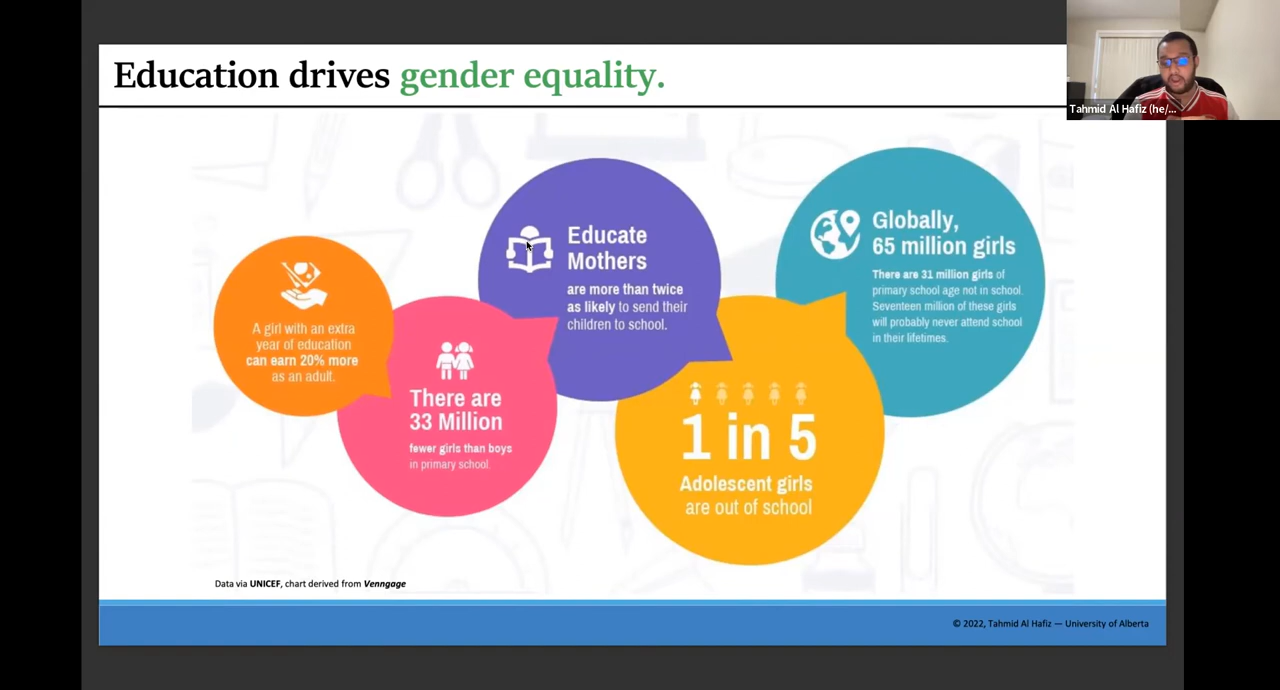 Education drives gender equality.
Tahmid Al Hafiz (he/...
A girl with an extra
year of education
can earn 20% more
as an adult.
There are
33 Million
fewer girls than boys
in primary school.
Educate
Mothers
are more than twice
as likely to send their
children to school.
1 in 5
Adolescent girls
are out of school
Globally,
65 million girls
There are 31 million girls of
primary school age not in school.
Seventeen million of these girls
will probably never attend school
in their lifetimes.
Data via UNICEF, chart derived from Venngage
© 2022, Tahmid Al Hafiz — University of Alberta